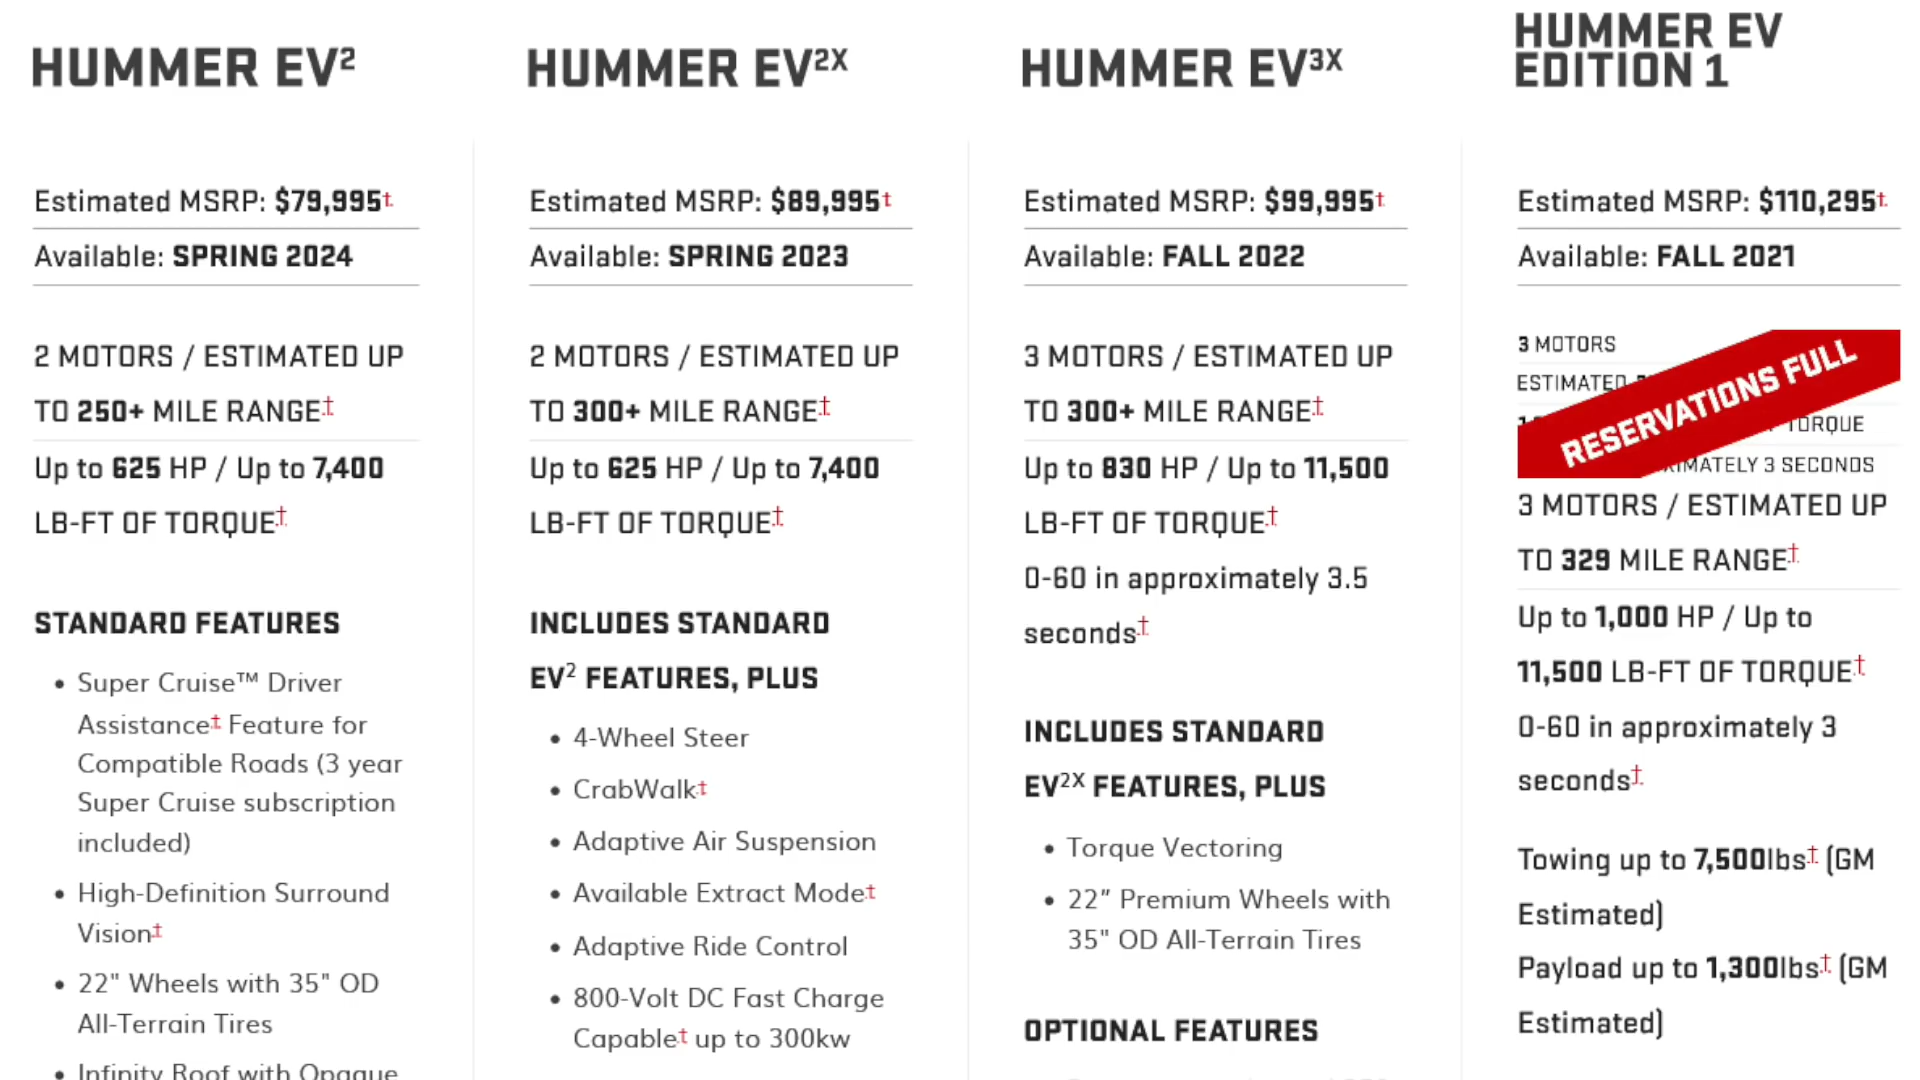 HUMMER EV²
Estimated MSRP: $79,995†
Available: SPRING 2024
2 MOTORS / ESTIMATED UP
TO 250+ MILE RANGE†
Up to 625 HP / Up to 7,400
LB-FT OF TORQUE†
STANDARD FEATURES
• Super Cruise™ Driver
Assistance‡ Feature for
Compatible Roads (3 year
Super Cruise subscription
included)
• High-Definition Surround
Vision‡
• 22" Wheels with 35" OD
All-Terrain Tires
• Infinity Roof with Opaque
HUMMER EV2X
Estimated MSRP: $89,995†
Available: SPRING 2023
2 MOTORS / ESTIMATED UP
TO 300+ MILE RANGE†
Up to 625 HP / Up to 7,400
LB-FT OF TORQUE†
INCLUDES STANDARD
EV² FEATURES, PLUS
• 4-Wheel Steer
• CrabWalk‡
• Adaptive Air Suspension
• Available Extract Mode‡
• Adaptive Ride Control
• 800-Volt DC Fast Charge
Capable† up to 300kw
HUMMER EV3X
Estimated MSRP: $99,995†
Available: FALL 2022
3 MOTORS / ESTIMATED UP
TO 300+ MILE RANGE†
Up to 830 HP / Up to 11,500
LB-FT OF TORQUE†
0-60 in approximately 3.5
seconds†
INCLUDES STANDARD
EV2X FEATURES, PLUS
• Torque Vectoring
• 22” Premium Wheels with
35" OD All-Terrain Tires
OPTIONAL FEATURES
HUMMER EV
EDITION 1
Estimated MSRP: $110,295†
Available: FALL 2021
3 MOTORS
ESTIMATED
RESERVATIONS FULL
TORQUE
3 SECONDS
3 MOTORS / ESTIMATED UP
TO 329 MILE RANGE†
Up to 1,000 HP / Up to
11,500 LB-FT OF TORQUE†
0-60 in approximately 3
seconds†
Towing up to 7,500lbs† (GM
Estimated)
Payload up to 1,300lbs† (GM
Estimated)